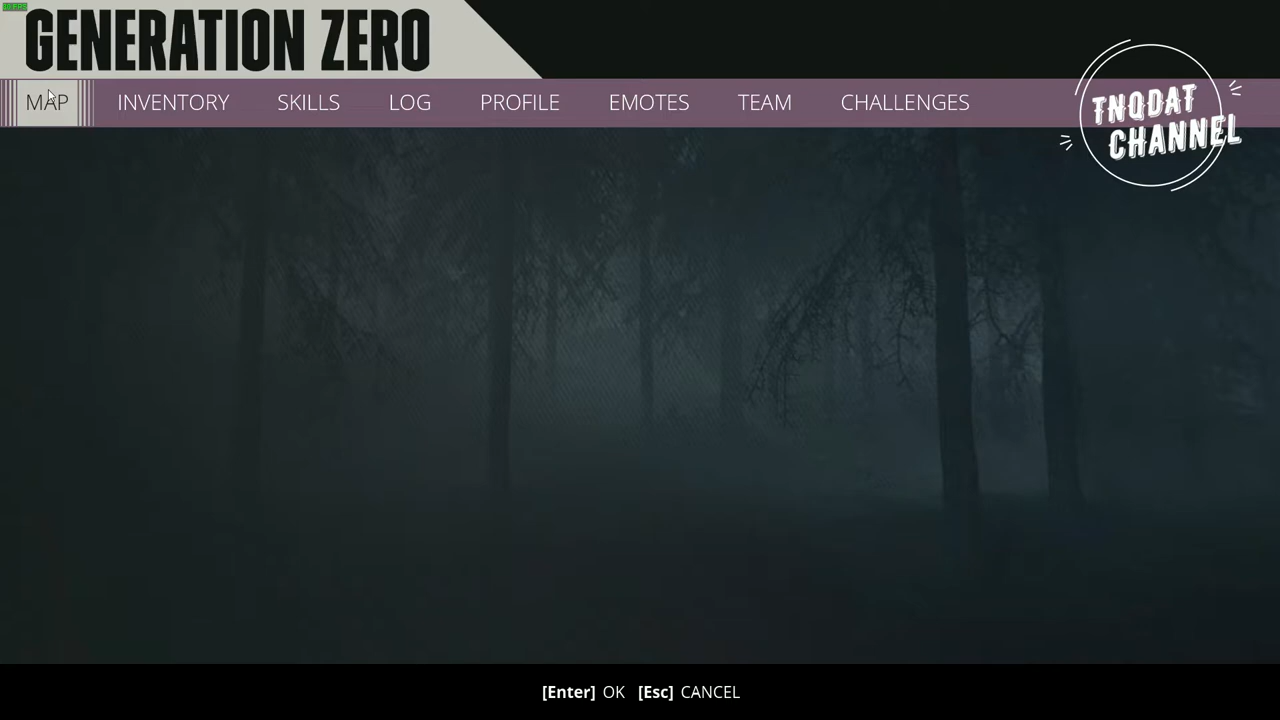 GENERATION ZERO
MAP INVENTORY SKILLS LOG PROFILE EMOTES TEAM CHALLENGES
TNQDAT
CHANNEL
[Enter] OK [Esc] CANCEL